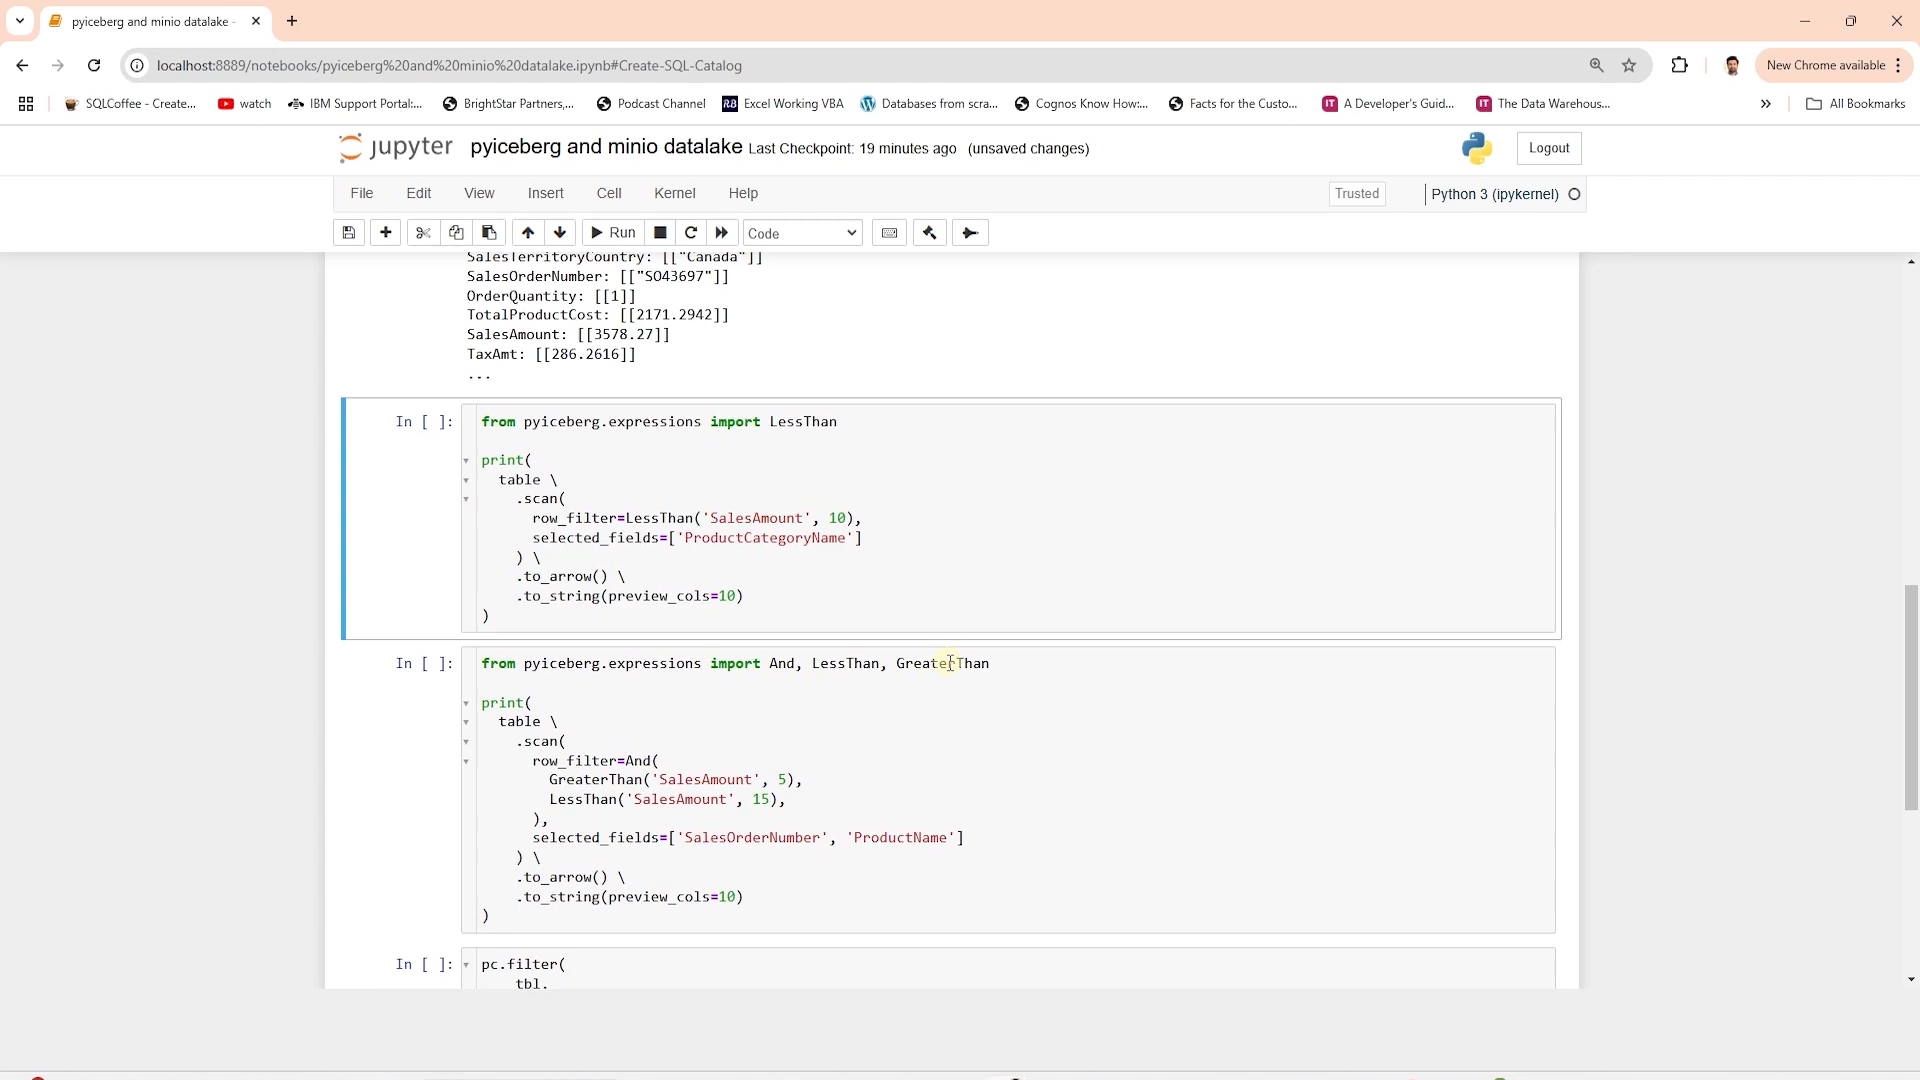 pyiceberg and minio datalake -
localhost:8889/notebooks/pyiceberg%20and%20minio%20datalake.ipynb#Create-SQL-Catalog
New Chrome available
SQLCoffee - Create...
watch
IBM Support Portal:...
BrightStar Partners,...
Podcast Channel
Excel Working VBA
Databases from scra...
Cognos Know How:...
Facts for the Custo...
A Developer's Guid...
The Data Warehous...
All Bookmarks
jupyter pyiceberg and minio datalake Last Checkpoint: 19 minutes ago (unsaved changes)
Logout
File Edit View Insert Cell Kernel Help
Trusted
Python 3 (ipykernel)
Run
Code
SalesTerritoryCountry: [["Canada"]]
SalesOrderNumber: [["SO43697"]]
OrderQuantity: [[1]]
TotalProductCost: [[2171.2942]]
SalesAmount: [[3578.27]]
TaxAmt: [[286.2616]]
...
In [ ]: from pyiceberg.expressions import LessThan
print(
table \
.scan(
row_filter=LessThan('SalesAmount', 10),
selected_fields=['ProductCategoryName']
) \
.to_arrow() \
.to_string(preview_cols=10)
)
In [ ]: from pyiceberg.expressions import And, LessThan, GreaterThan
print(
table \
.scan(
row_filter=And(
GreaterThan('SalesAmount', 5),
LessThan('SalesAmount', 15),
),
selected_fields=['SalesOrderNumber', 'ProductName']
) \
.to_arrow() \
.to_string(preview_cols=10)
)
In [ ]: pc.filter(
tbl,